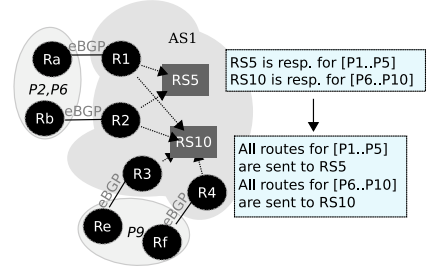 AS1
eBGP
Ra
R1
RS5
P2,P6
eBGP
Rb
R2
RS10
R3
R4
eBGP
eBGP
Re
P9
Rf
RS5 is resp. for [P1..P5]
RS10 is resp. for [P6..P10]
All routes for [P1..P5]
are sent to RS5
All routes for [P6..P10]
are sent to RS10